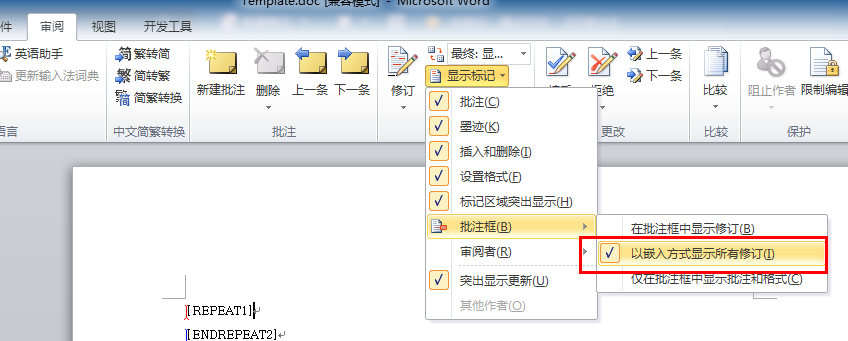 Template.doc [兼容模式] - Microsoft Word
件 审阅 视图 开发工具
英语助手
更新输入法词典
语言
繁转简
简转繁
简繁转换
中文简繁转换
新建批注 删除 上一条 下一条
批注
修订
最终: 显...
显示标记
批注(C)
墨迹(K)
插入和删除(I)
设置格式(F)
标记区域突出显示(H)
批注框(B)
审阅者(R)
突出显示更新(U)
其他作者(O)
在批注框中显示修订(B)
以嵌入方式显示所有修订(I)
仅在批注框中显示批注和格式(C)
拒绝
上一条
下一条
更改
比较
比较
阻止作者 限制编辑
保护
[REPEAT1]
[ENDREPEAT2]